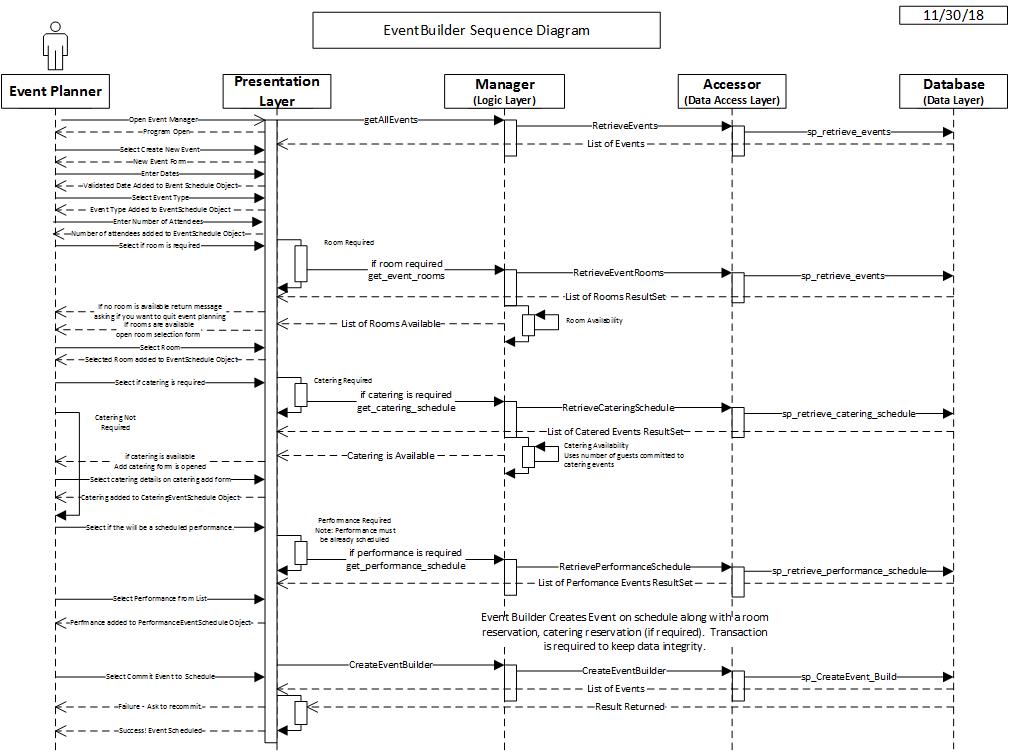 11/30/18
EventBuilder Sequence Diagram
Event Planner
Presentation
Layer
Manager
(Logic Layer)
Accessor
(Data Access Layer)
Database
(Data Layer)
Open Event Manager
getAllEvents
RetrieveEvents
sp_retrieve_events
Program Open
List of Events
Select Create New Event
New Event Form
Enter Dates
Validated Date Added to Event Schedule Object
Select Event Type
Event Type Added to EventSchedule Object
Enter Number of Attendees
Number of attendees added to EventSchedule Object
Select if room is required
Room Required
if room required
get_event_rooms
RetrieveEventRooms
sp_retrieve_events
List of Rooms ResultSet
If no room is available return message
asking if you want to quit event planning
If rooms are available
open room selection form
List of Rooms Available
Room Availability
Select Room
Selected Room added to EventSchedule Object
Select if catering is required
Catering Required
if catering is required
get_catering_schedule
RetrieveCateringSchedule
sp_retrieve_catering_schedule
Catering Not
Required
List of Catered Events ResultSet
Catering Availability
Uses number of guests committed to
catering events
if catering is available
Add catering form is opened
Catering is Available
Select catering details on catering add form
Catering added to CateringEventSchedule Object
Select if the will be a scheduled performance.
Performance Required
Note: Performance must
be already scheduled
if performance is required
get_performance_schedule
RetrievePerformanceSchedule
sp_retrieve_performance_schedule
List of Perfomance Events ResultSet
Select Performance from List
Perfmance added to PerformanceEventSchedule Object
Event Builder Creates Event on schedule along with a room
reservation, catering reservation (if required). Transaction
is required to keep data integrity.
CreateEventBuilder
CreateEventBuilder
sp_CreateEvent_Build
Select Commit Event to Schedule
List of Events
Failure - Ask to recommit
Result Returned
Success! Event Scheduled